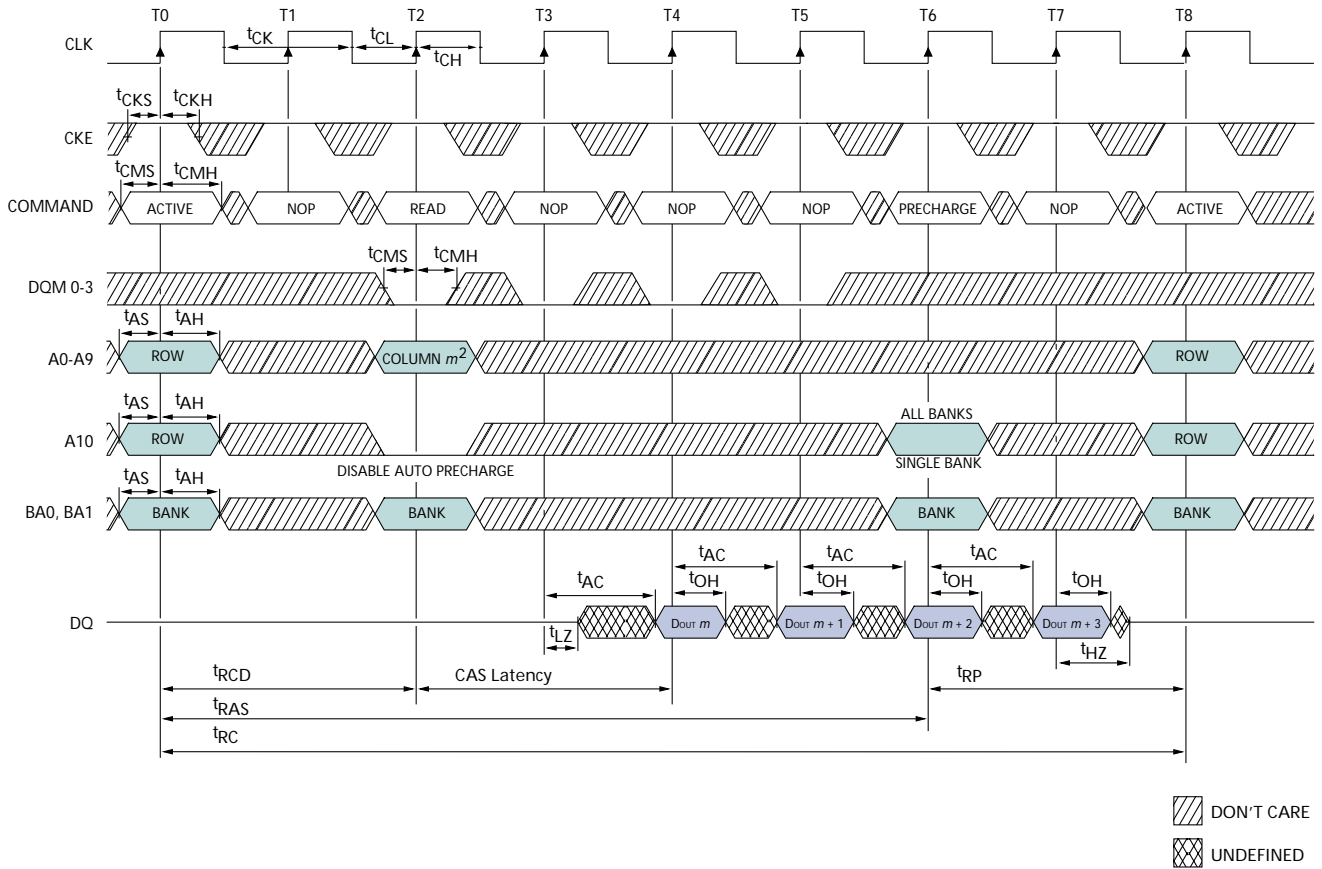 T0 T1 T2 T3 T4 T5 T6 T7 T8
CLK tCK tCL tCH
tCKS tCKH
CKE
tCMS tCMH
COMMAND ACTIVE NOP READ NOP NOP NOP PRECHARGE NOP ACTIVE
tCMS tCMH
DQM 0-3
tAS tAH
A0-A9 ROW COLUMN m2 ROW
tAS tAH ALL BANKS
A10 ROW ROW
DISABLE AUTO PRECHARGE SINGLE BANK
tAS tAH
BA0, BA1 BANK BANK BANK BANK
tAC tAC tAC
tAC tOH tOH tOH tOH
DQ DOUT m DOUT m + 1 DOUT m + 2 DOUT m + 3
tLZ tHZ
tRCD CAS Latency tRP
tRAS
tRC
DON'T CARE
UNDEFINED